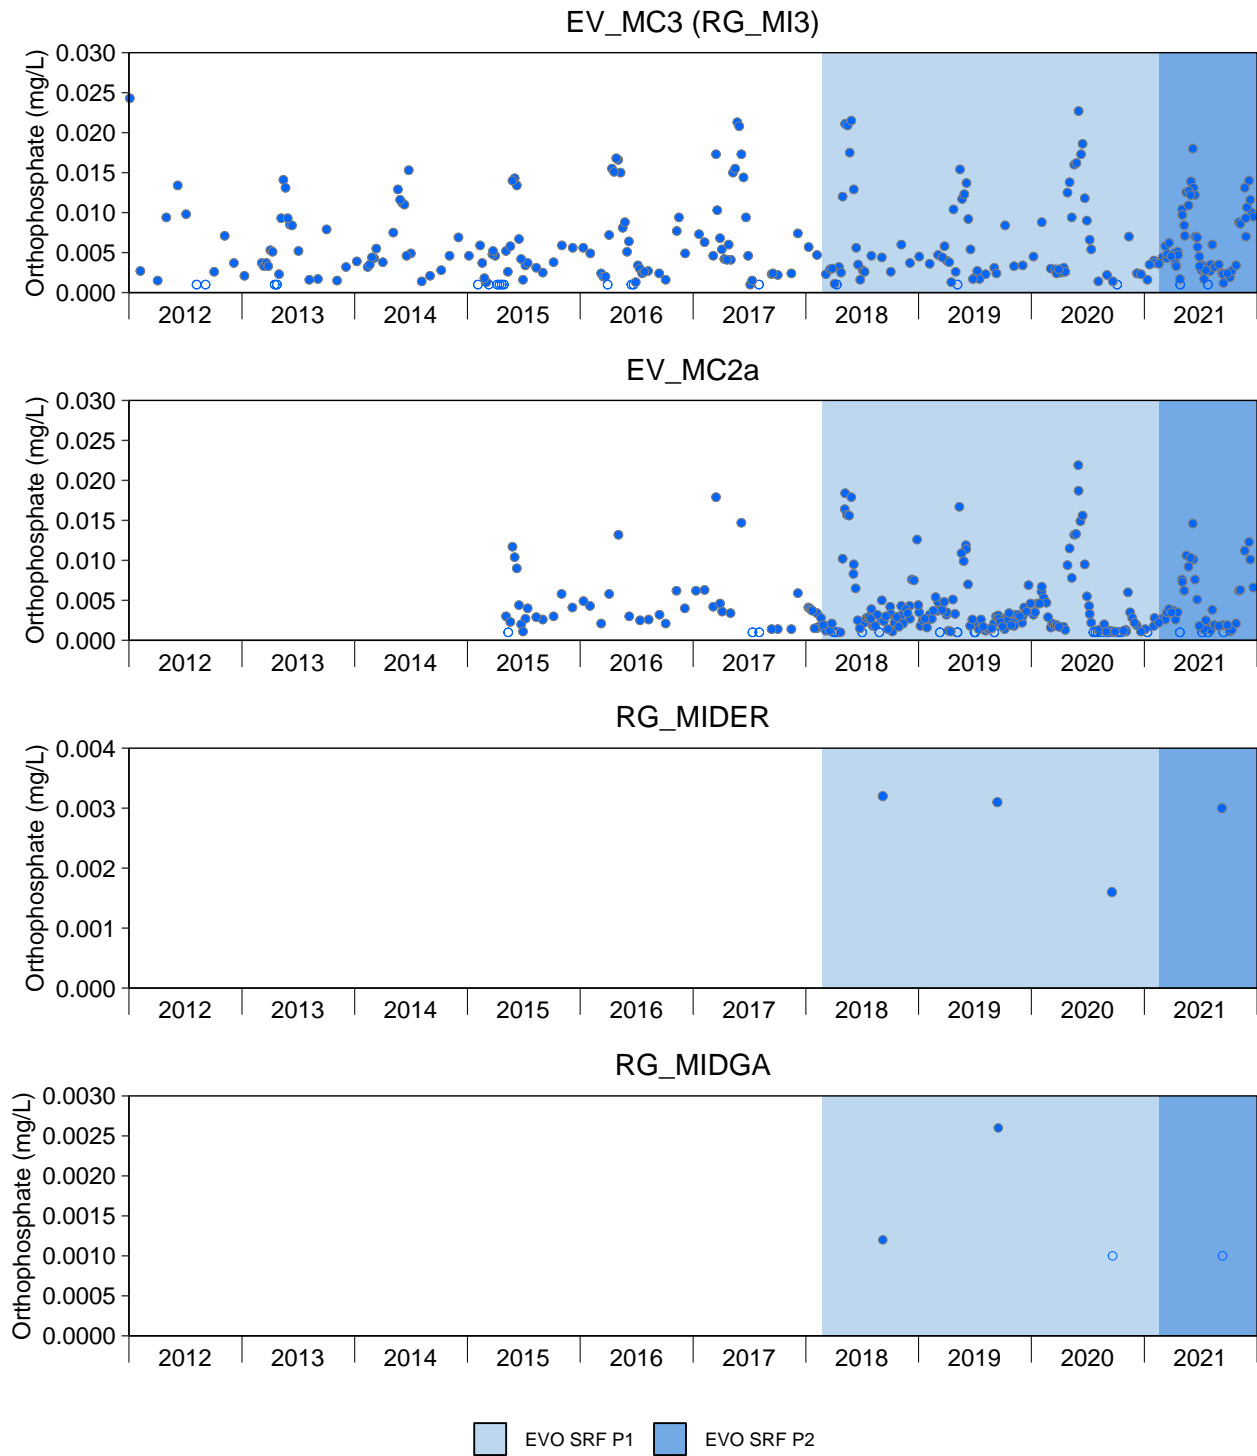 EV_MC3 (RG_MI3)
Orthophosphate (mg/L)
0.030
0.025
0.020
0.015
0.010
0.005
0.000
2012 2013 2014 2015 2016 2017 2018 2019 2020 2021
EV_MC2a
Orthophosphate (mg/L)
0.030
0.025
0.020
0.015
0.010
0.005
0.000
2012 2013 2014 2015 2016 2017 2018 2019 2020 2021
RG_MIDER
Orthophosphate (mg/L)
0.004
0.003
0.002
0.001
0.000
2012 2013 2014 2015 2016 2017 2018 2019 2020 2021
RG_MIDGA
Orthophosphate (mg/L)
0.0030
0.0025
0.0020
0.0015
0.0010
0.0005
0.0000
2012 2013 2014 2015 2016 2017 2018 2019 2020 2021
EVO SRF P1 EVO SRF P2